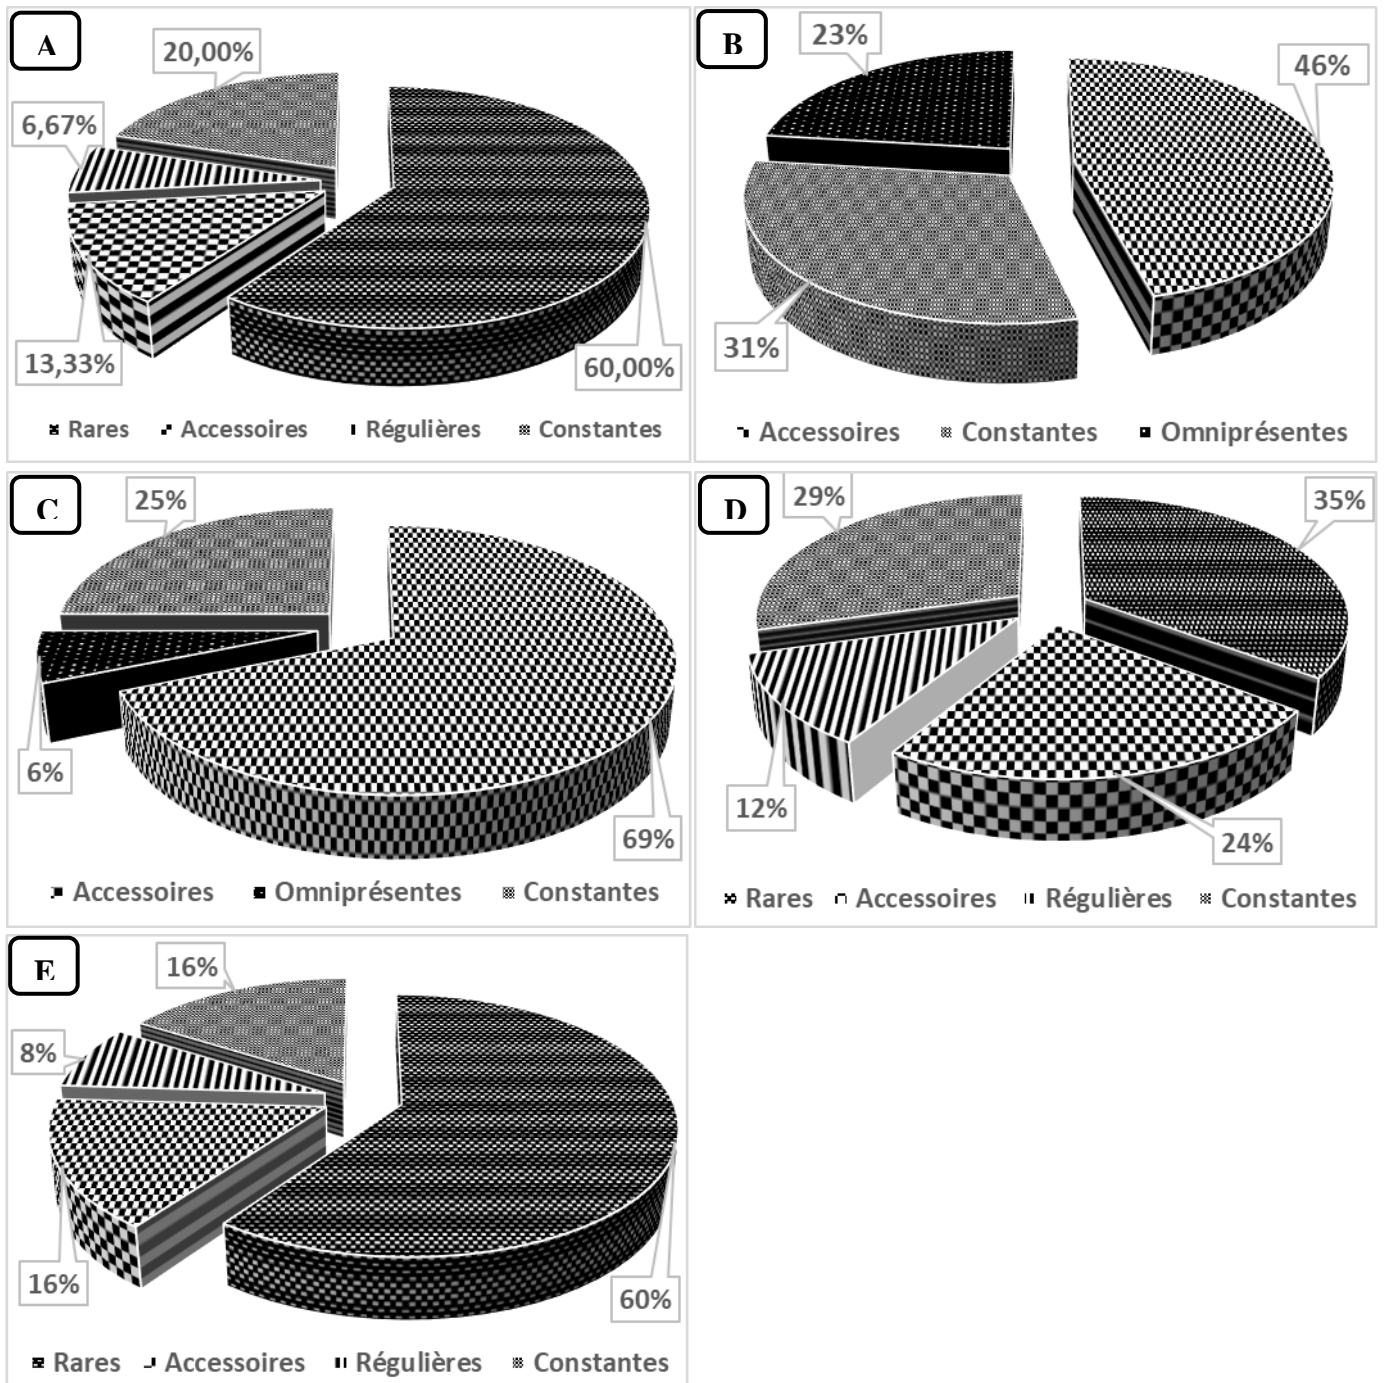 A
20,00%
6,67%
13,33%
60,00%
Rares Accessoires Régulières Constantes
B
23%
46%
31%
Accessoires Constantes Omniprésentes
C
25%
6%
69%
Accessoires Omniprésentes Constantes
D
29%
35%
12%
24%
Rares Accessoires Régulières Constantes
E
16%
8%
16%
60%
Rares Accessoires Régulières Constantes